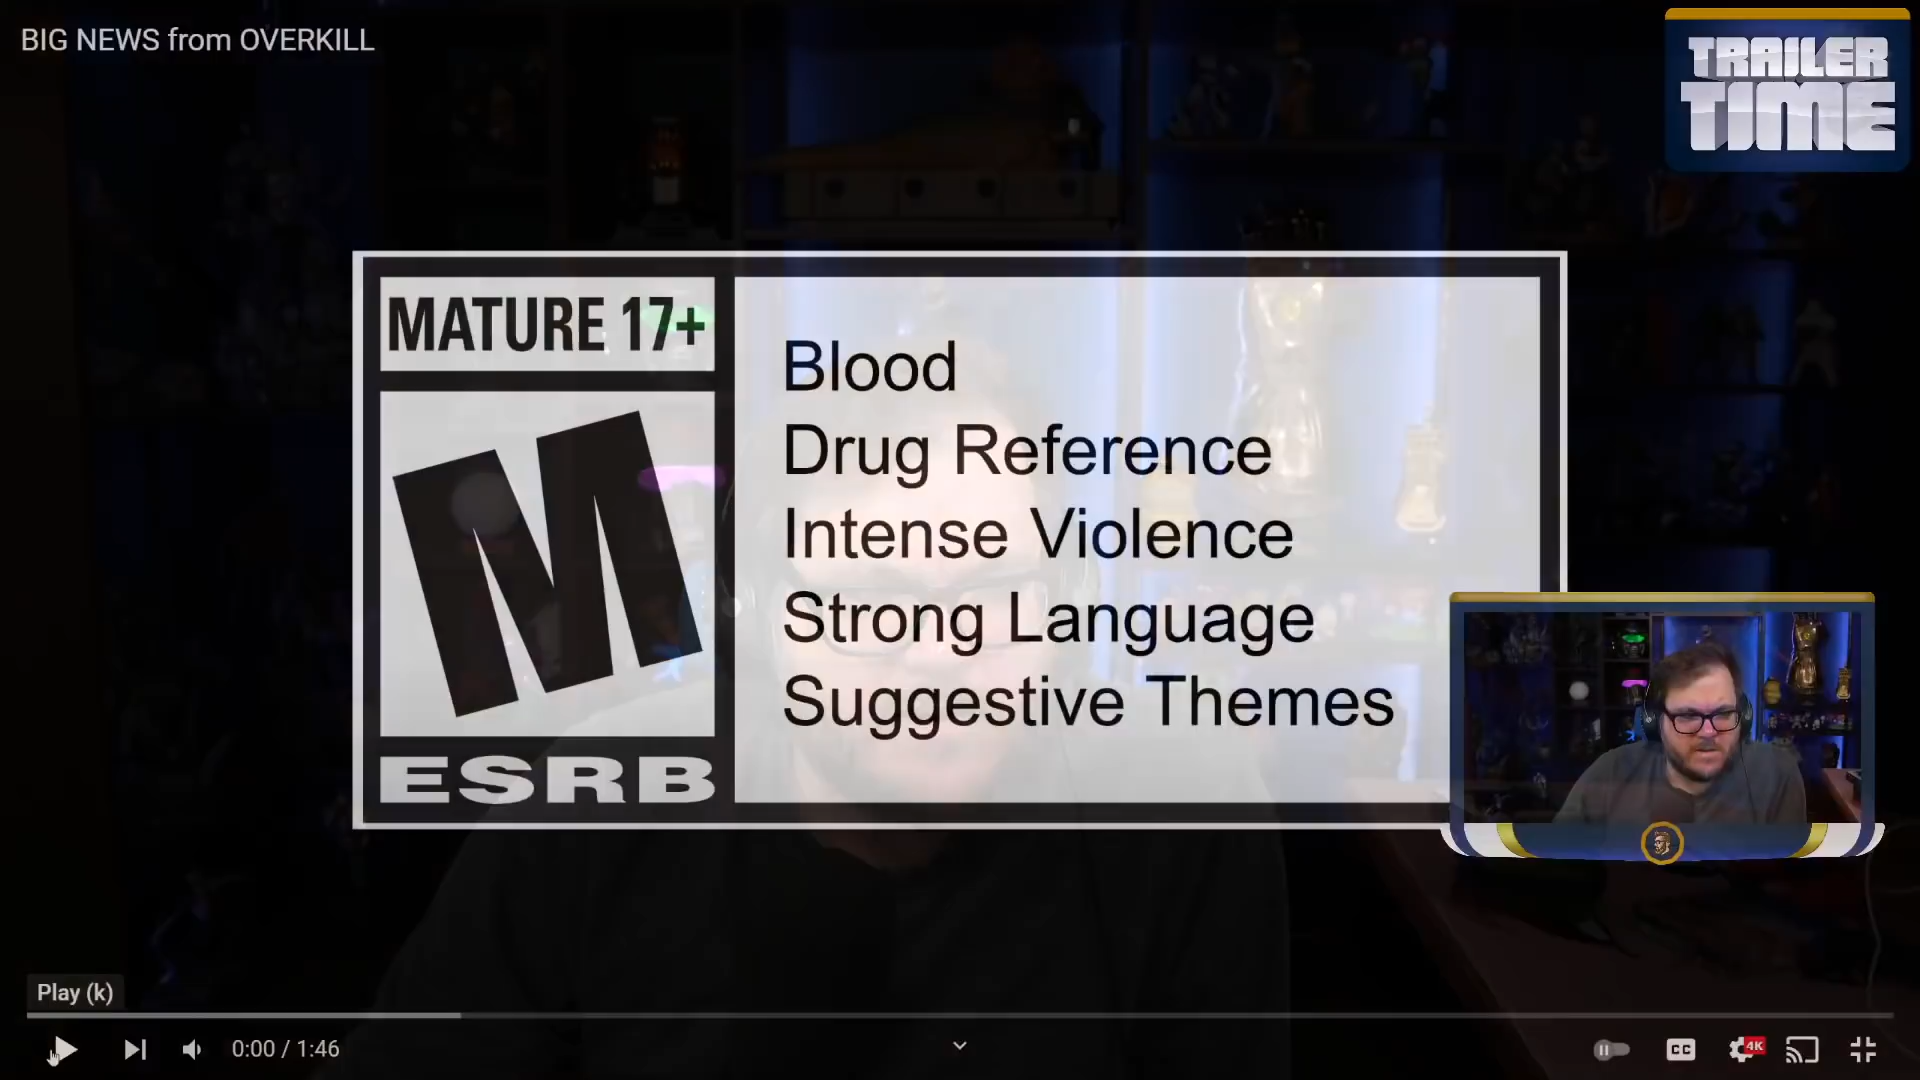 BIG NEWS from OVERKILL
TRAILER
TIME
MATURE 17+
M
ESRB
Blood
Drug Reference
Intense Violence
Strong Language
Suggestive Themes
Play (k)
0:00 / 1:46
CC
4K